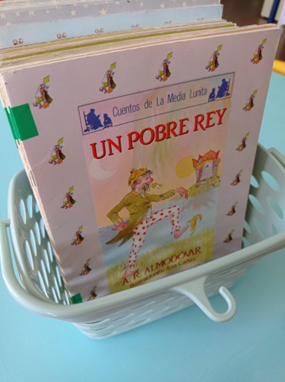 Cuentos de La Media Lunita
UN POBRE REY
A. R. ALMODÓVAR